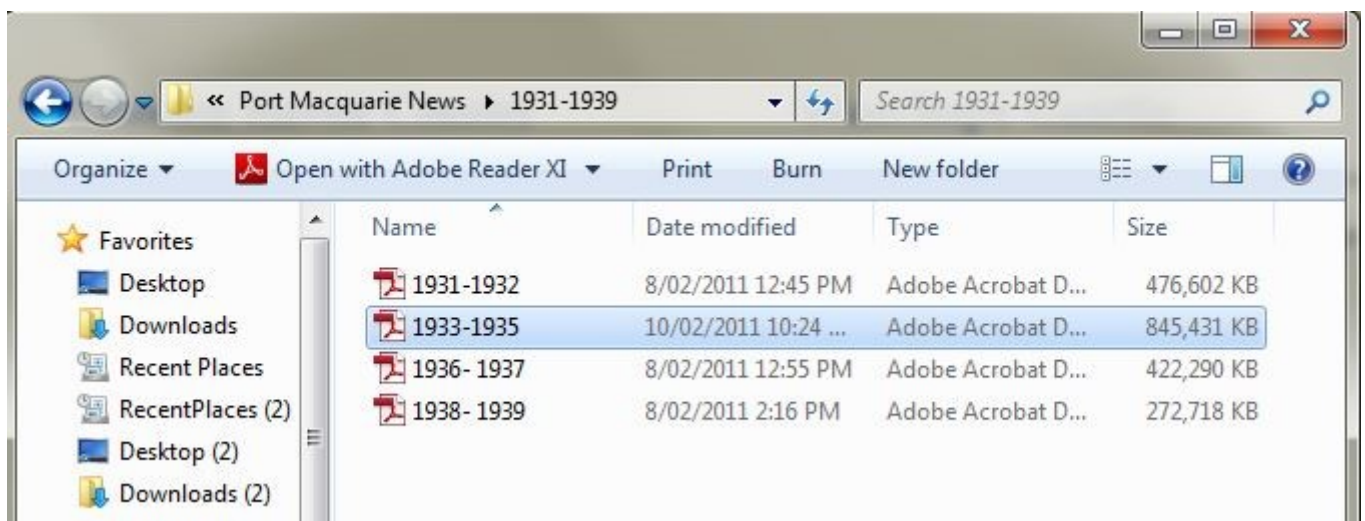 « Port Macquarie News ▸ 1931-1939 Search 1931-1939
Organize Open with Adobe Reader XI Print Burn New folder
Favorites
Desktop
Downloads
Recent Places
RecentPlaces (2)
Desktop (2)
Downloads (2)
Name Date modified Type Size
1931-1932 8/02/2011 12:45 PM Adobe Acrobat D... 476,602 KB
1933-1935 10/02/2011 10:24 ... Adobe Acrobat D... 845,431 KB
1936- 1937 8/02/2011 12:55 PM Adobe Acrobat D... 422,290 KB
1938- 1939 8/02/2011 2:16 PM Adobe Acrobat D... 272,718 KB